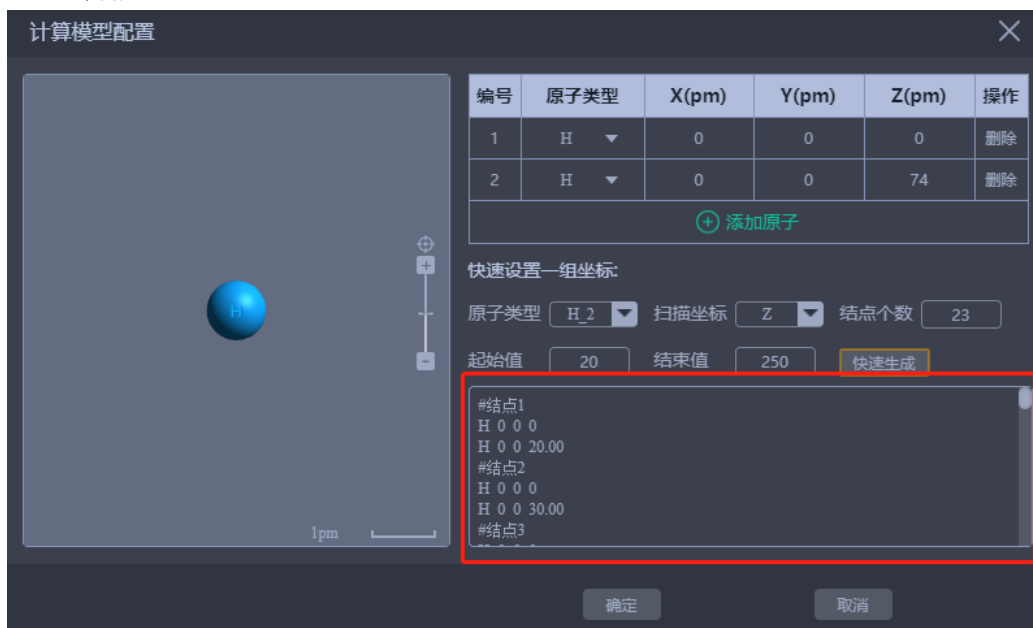 计算模型配置
编号 原子类型 X(pm) Y(pm) Z(pm) 操作
1 H 0 0 0 删除
2 H 0 0 74 删除
添加原子
快速设置一组坐标:
原子类型 H_2 扫描坐标 Z 结点个数 23
起始值 20 结束值 250 快速生成
#结点1
H 0 0 0
H 0 0 20.00
#结点2
H 0 0 0
H 0 0 30.00
#结点3
H
1pm
确定 取消